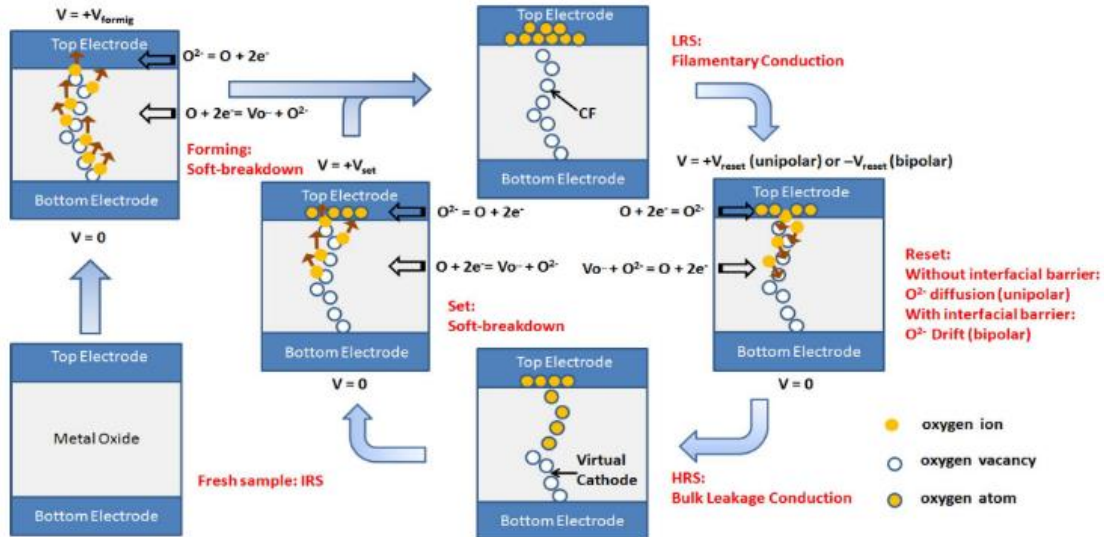 V = +Vformig
Top Electrode
O²⁻ = O + 2e⁻
O + 2e⁻= Vo·· + O²⁻
Forming:
Soft-breakdown
Bottom Electrode
V = 0
Top Electrode
CF
Bottom Electrode
LRS:
Filamentary Conduction
V = +Vset
Top Electrode
O²⁻ = O + 2e⁻
O + 2e⁻= Vo·· + O²⁻
Set:
Soft-breakdown
Bottom Electrode
V = 0
V = +Vreset (unipolar) or −Vreset (bipolar)
Top Electrode
O + 2e⁻ = O²⁻
Vo·· + O²⁻ = O + 2e⁻
Bottom Electrode
V = 0
Reset:
Without interfacial barrier:
O²⁻ diffusion (unipolar)
With interfacial barrier:
O²⁻ Drift (bipolar)
Top Electrode
Metal Oxide
Bottom Electrode
Fresh sample: IRS
Top Electrode
Virtual
Cathode
Bottom Electrode
HRS:
Bulk Leakage Conduction
oxygen ion
oxygen vacancy
oxygen atom